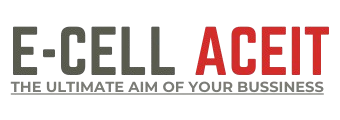 E-CELL ACEIT
THE ULTIMATE AIM OF YOUR BUSSINESS